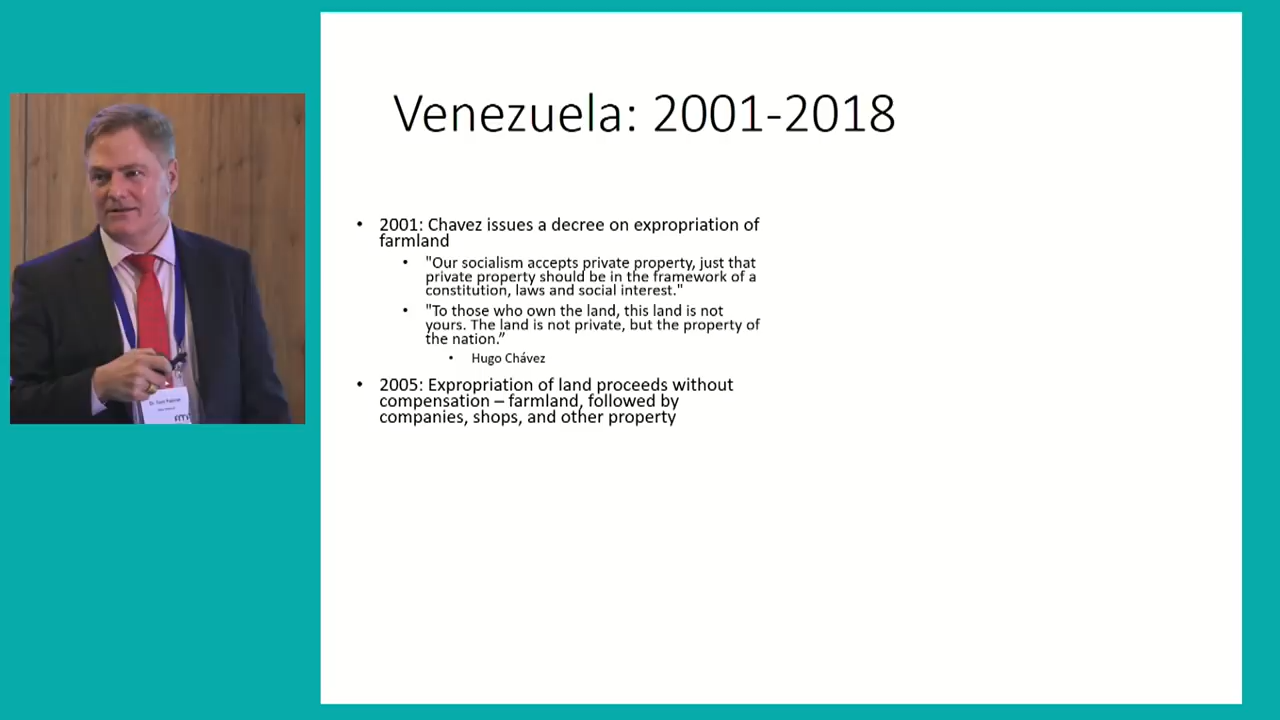 Venezuela: 2001-2018
• 2001: Chavez issues a decree on expropriation of
farmland
• "Our socialism accepts private property, just that
private property should be in the framework of a
constitution, laws and social interest."
• "To those who own the land, this land is not
yours. The land is not private, but the property of
the nation.”
• Hugo Chávez
• 2005: Expropriation of land proceeds without
compensation – farmland, followed by
companies, shops, and other property